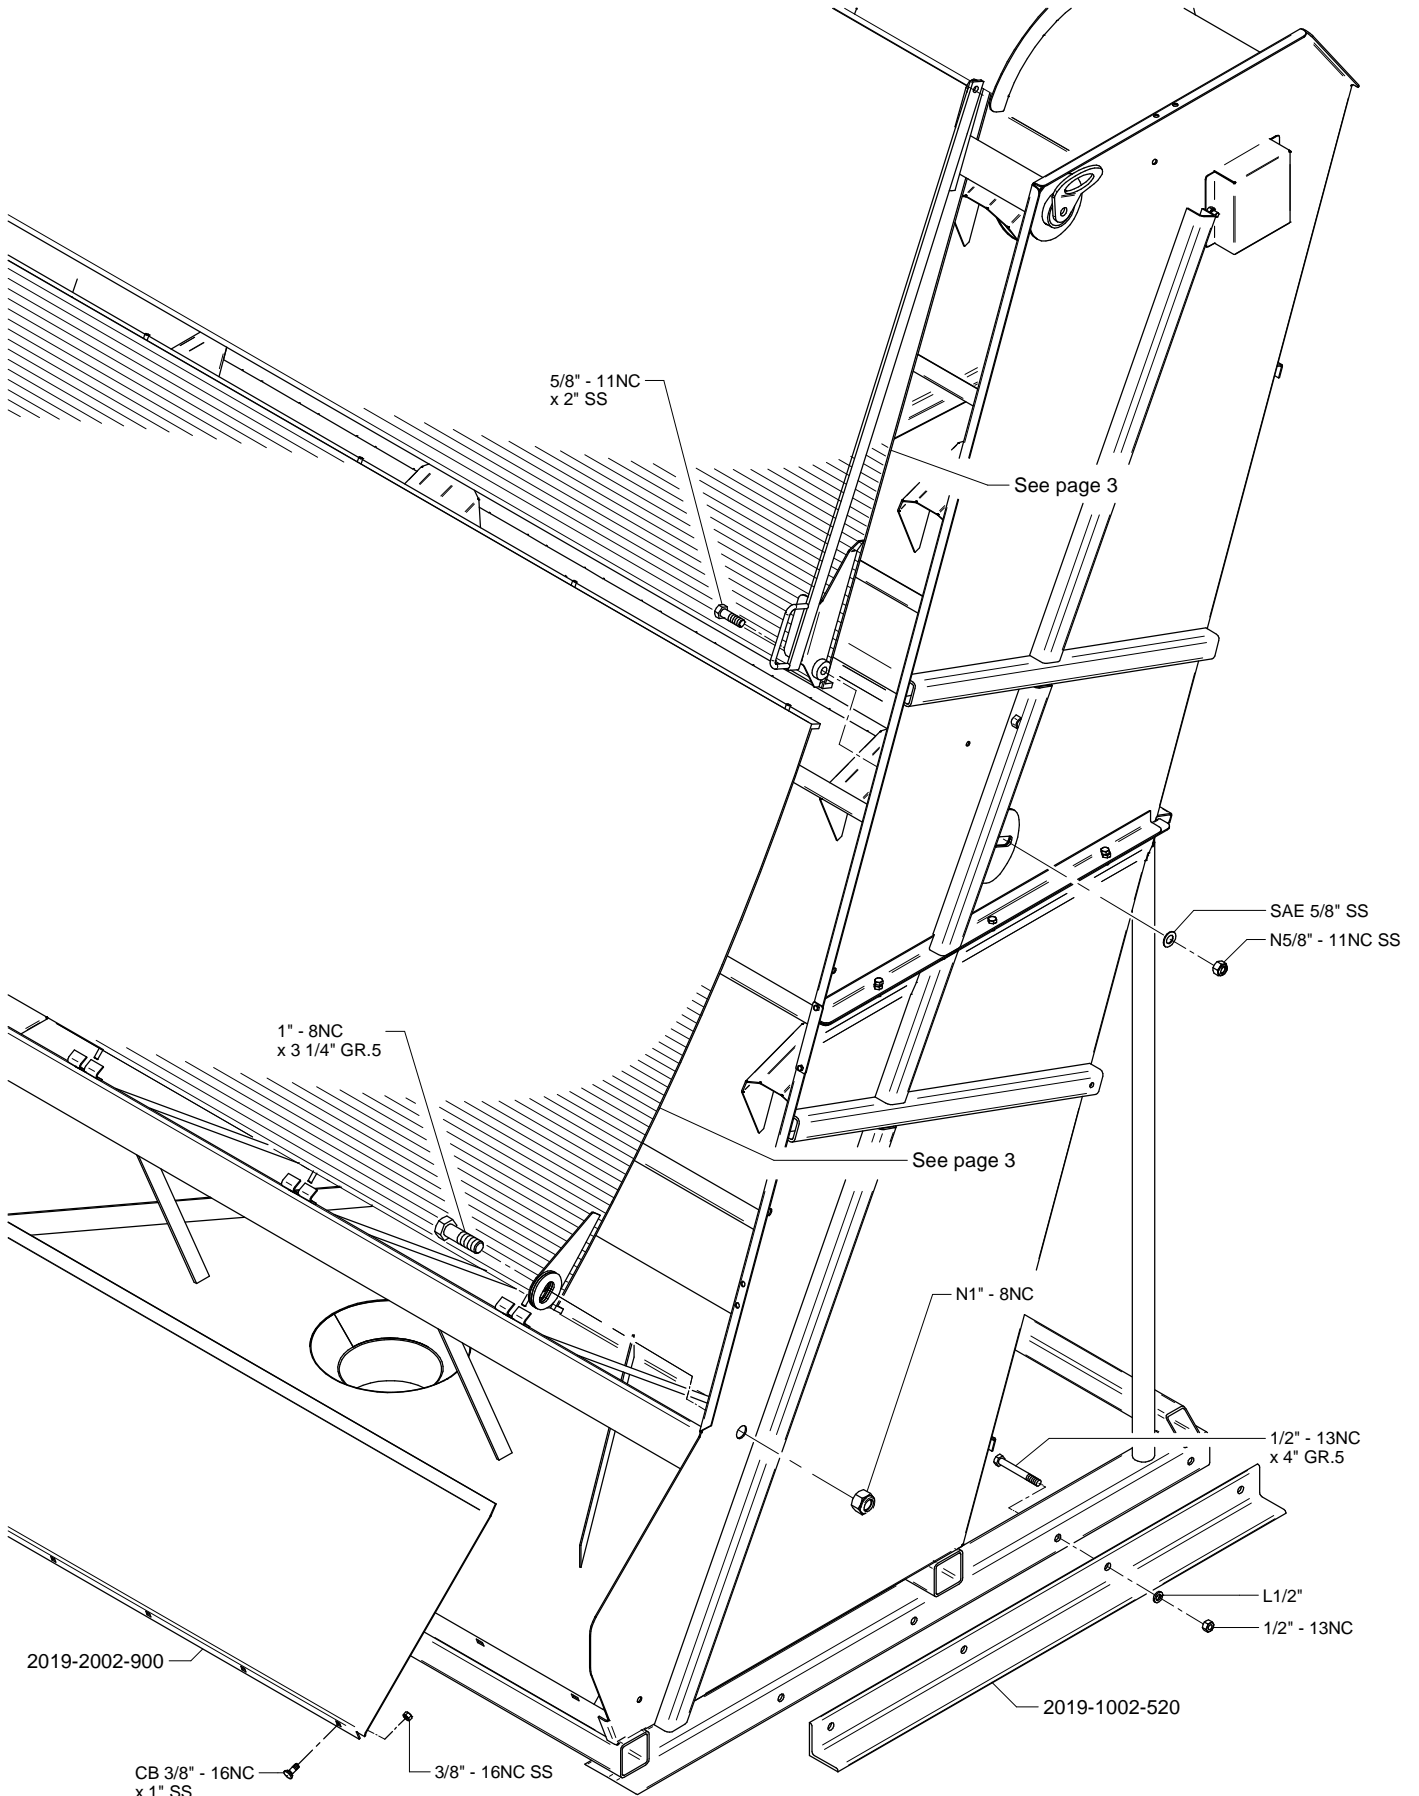 5/8" - 11NC
x 2" SS
See page 3
SAE 5/8" SS
N5/8" - 11NC SS
1" - 8NC
x 3 1/4" GR.5
See page 3
N1" - 8NC
1/2" - 13NC
x 4" GR.5
L1/2"
1/2" - 13NC
2019-2002-900
2019-1002-520
CB 3/8" - 16NC
x 1" SS
3/8" - 16NC SS